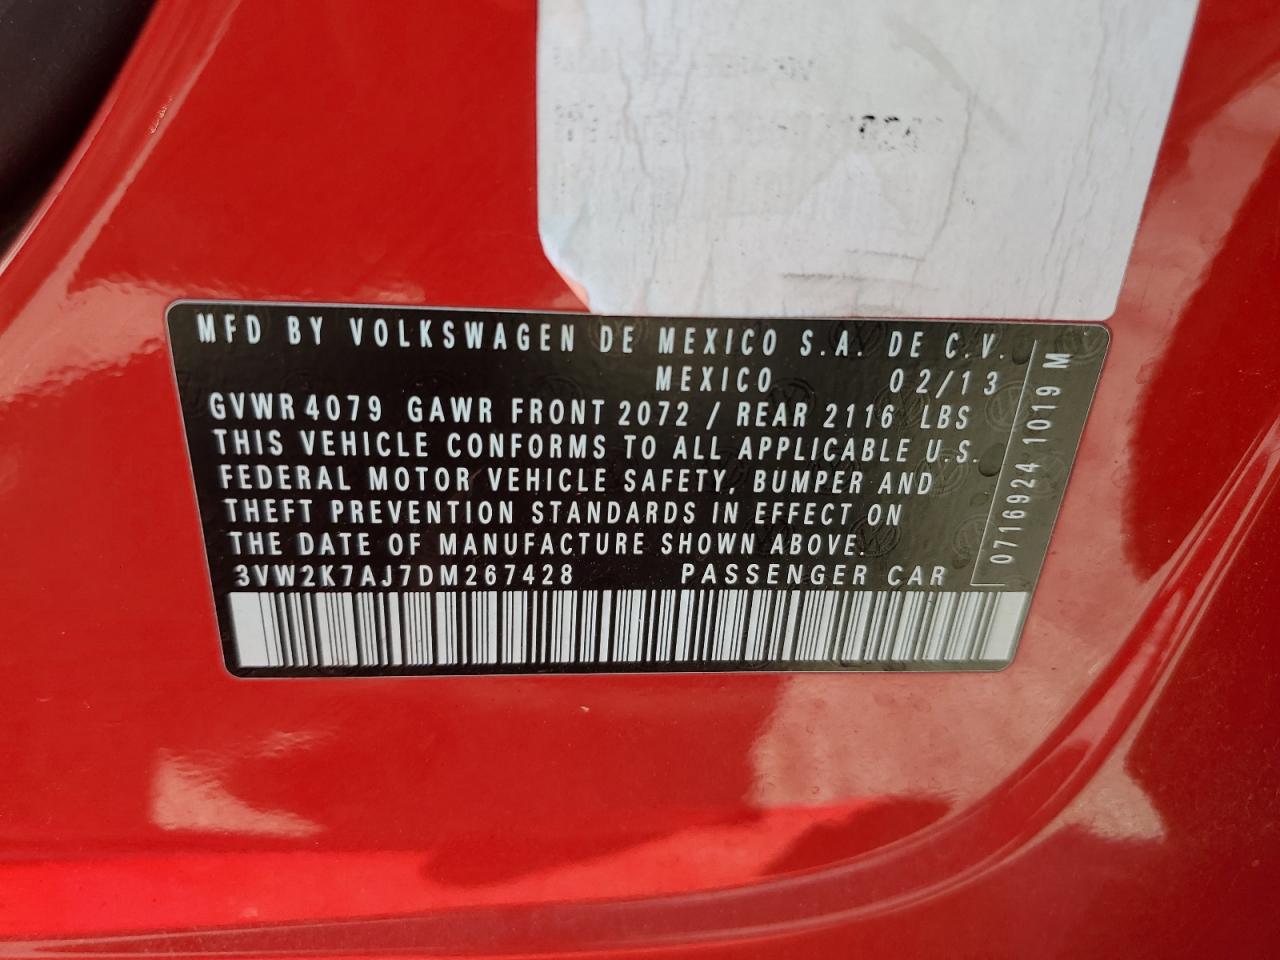 MFD BY VOLKSWAGEN DE MEXICO S.A. DE C.V.
MEXICO 02/13
GVWR 4079 GAWR FRONT 2072 / REAR 2116 LBS
THIS VEHICLE CONFORMS TO ALL APPLICABLE U.S.
FEDERAL MOTOR VEHICLE SAFETY, BUMPER AND
THEFT PREVENTION STANDARDS IN EFFECT ON
THE DATE OF MANUFACTURE SHOWN ABOVE.
3VW2K7AJ7DM267428 PASSENGER CAR
0716924 1019 M